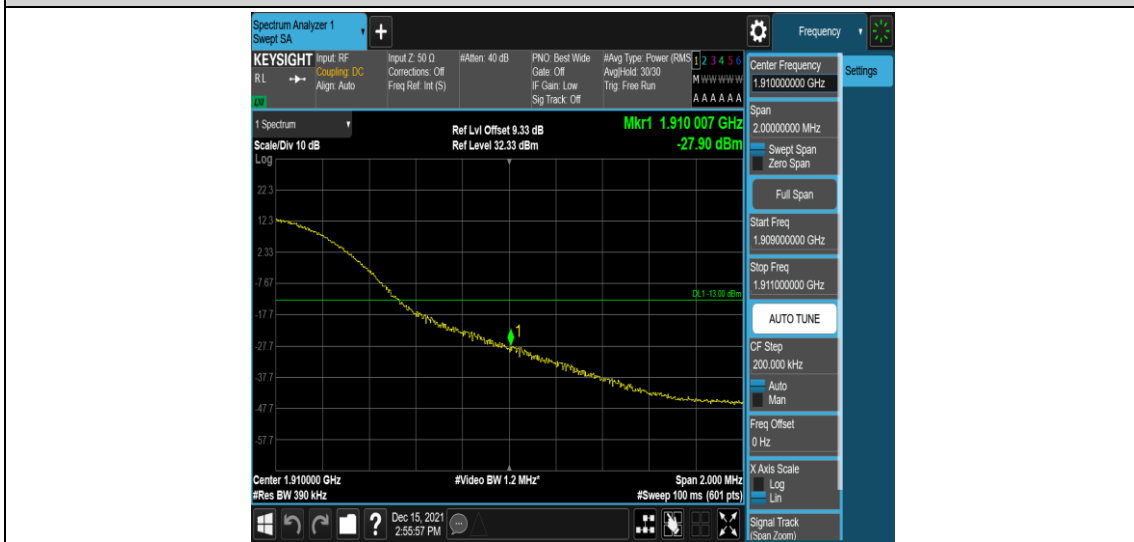 Spectrum Analyzer 1
Swept SA
+
Frequency
KEYSIGHT
RL
Input: RF
Coupling: DC
Align: Auto
Input Z: 50 Ω
Corrections: Off
Freq Ref: Int (S)
#Atten: 40 dB
PNO: Best Wide
Gate: Off
IF Gain: Low
Sig Track: Off
#Avg Type: Power (RMS
Avg|Hold: 30/30
Trig: Free Run
1 2 3 4 5 6
M W W W W W
A A A A A A
1 Spectrum
Scale/Div 10 dB
Log
Ref Lvl Offset 9.33 dB
Ref Level 32.33 dBm
Mkr1 1.910 007 GHz
-27.90 dBm
22.3
12.3
2.33
-7.67
-17.7
-27.7
-37.7
-47.7
-57.7
DL1 -13.00 dBm
1
Center 1.910000 GHz
#Res BW 390 kHz
#Video BW 1.2 MHz*
Span 2.000 MHz
#Sweep 100 ms (601 pts)
?
Dec 15, 2021
2:55:57 PM
Center Frequency
1.910000000 GHz
Settings
Span
2.00000000 MHz
Swept Span
Zero Span
Full Span
Start Freq
1.909000000 GHz
Stop Freq
1.911000000 GHz
AUTO TUNE
CF Step
200.000 kHz
Auto
Man
Freq Offset
0 Hz
X Axis Scale
Log
Lin
Signal Track
(Span Zoom)